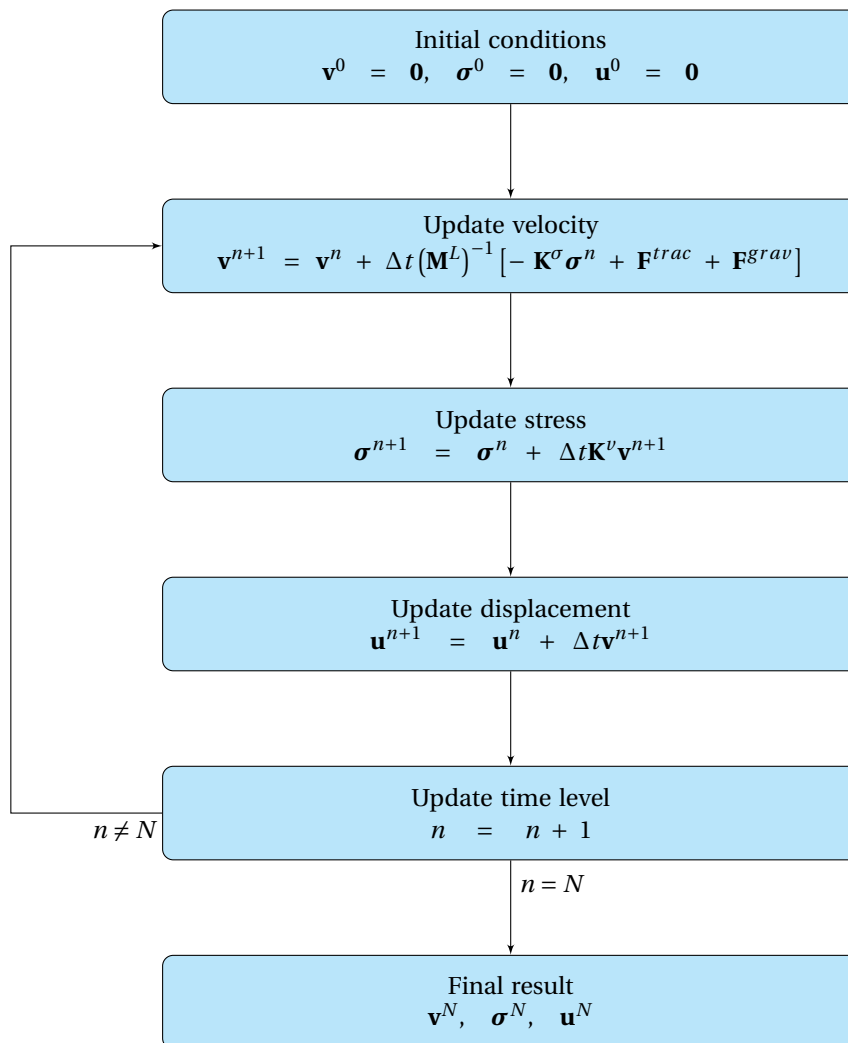 Initial conditions
v⁰ = 0, σ⁰ = 0, u⁰ = 0
Update velocity
vⁿ⁺¹ = vⁿ + Δt(M^L)⁻¹[− K^σ σⁿ + F^trac + F^grav]
Update stress
σⁿ⁺¹ = σⁿ + ΔtK^v vⁿ⁺¹
Update displacement
uⁿ⁺¹ = uⁿ + Δtvⁿ⁺¹
Update time level
n = n + 1
n ≠ N
n = N
Final result
v^N, σ^N, u^N